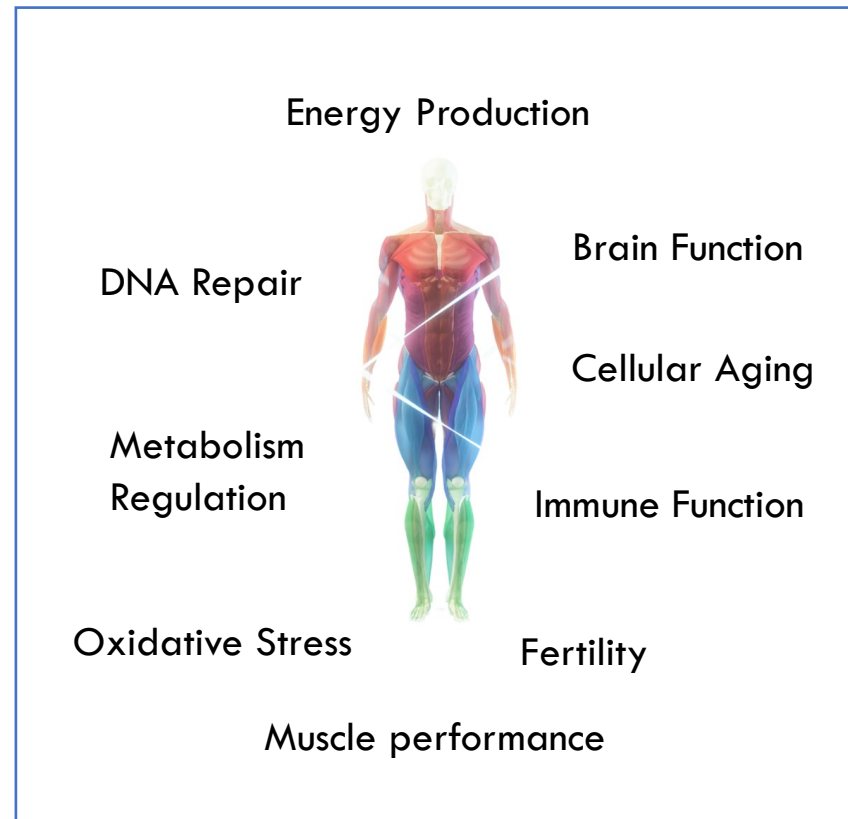 Energy Production
Brain Function
DNA Repair
Cellular Aging
Metabolism
Regulation
Immune Function
Oxidative Stress
Fertility
Muscle performance